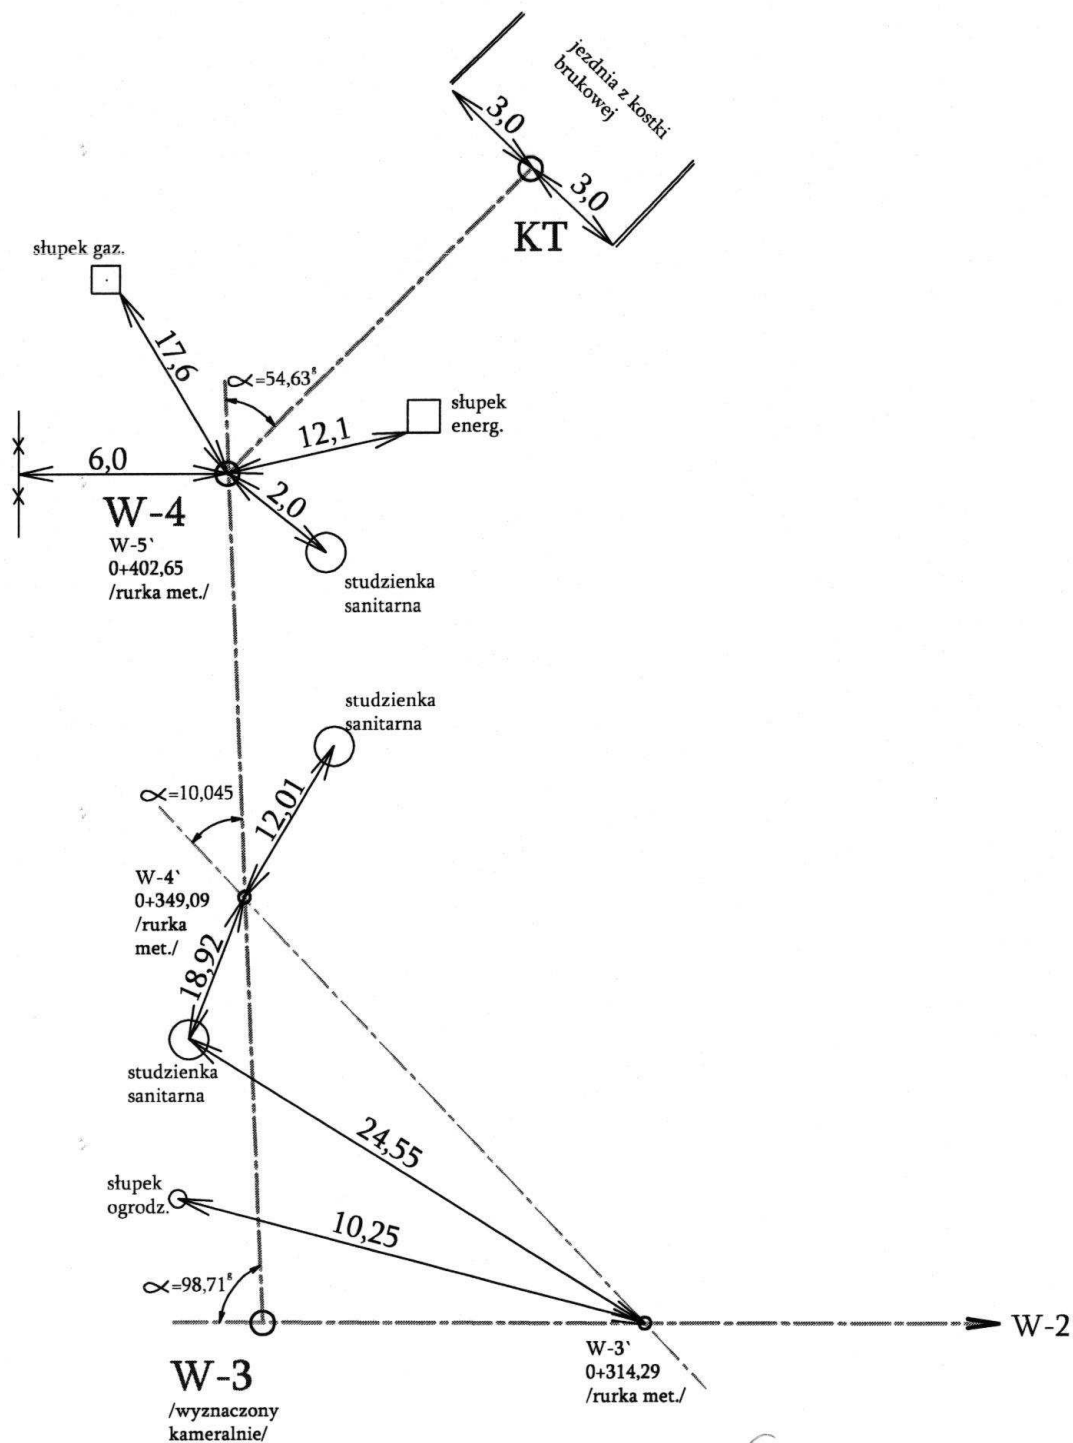 jezdnia z kostki
brukowej
3,0
3,0
KT
słupek gaz.
17,6
α=54,63g
słupek
energ.
12,1
6,0
2,0
W-4
W-5`
0+402,65
/rurka met./
studzienka
sanitarna
studzienka
sanitarna
α=10,045
12,01
W-4`
0+349,09
/rurka
met./
18,92
studzienka
sanitarna
24,55
słupek
ogrodz.
10,25
α=98,71g
W-2
W-3
/wyznaczony
kameralnie/
W-3`
0+314,29
/rurka met./